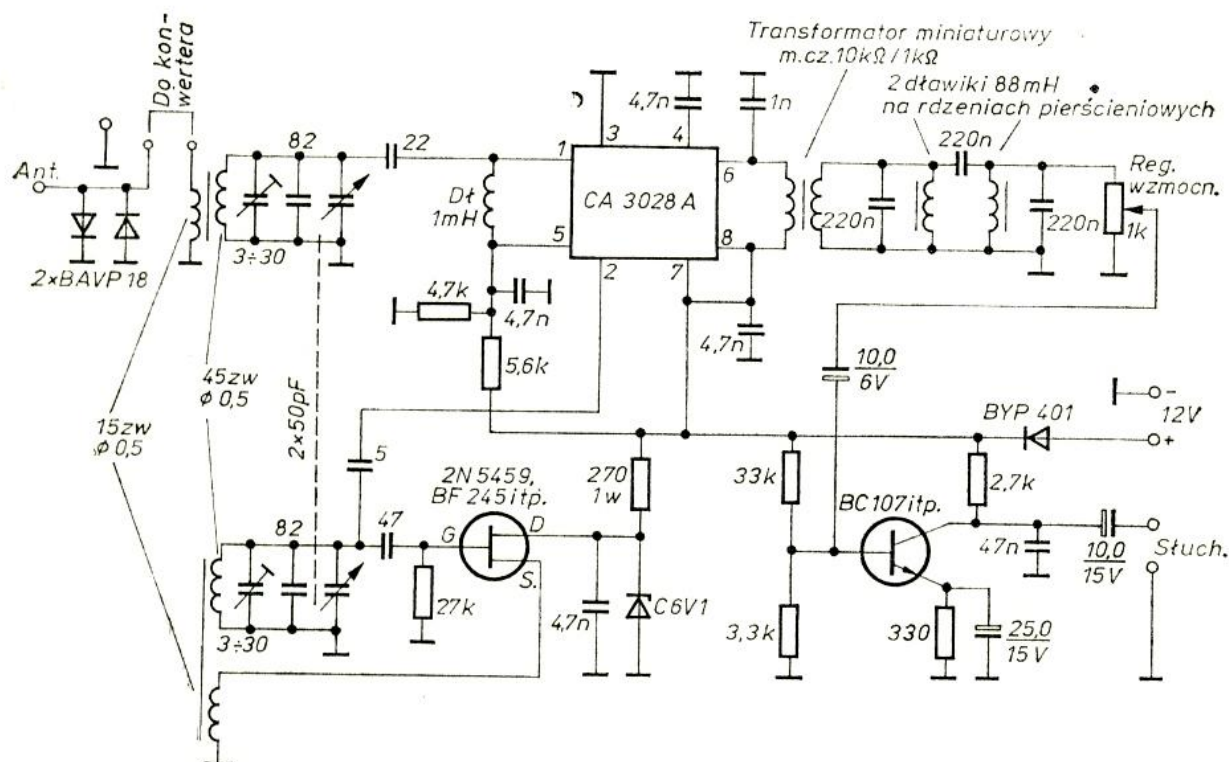 Transformator miniaturowy
m.cz.10kΩ/1kΩ
2 dławiki 88mH
na rdzeniach pierścieniowych
Do kon-
wertera
Ant.
2xBAVP 18
82
22
3÷30
Dł
1mH
1
3
4
5
2
7
6
8
CA 3028 A
4,7n
1n
220n
220n
220n
Reg.
wzmocn.
1k
4,7k
4,7n
5,6k
4,7n
10,0
6V
45zw
ø 0,5
15zw
ø 0,5
2x50pF
5
2N 5459,
BF 245 itp.
G
D
S.
270
1w
33k
BYP 401
-
12V
+
2,7k
BC107itp.
82
47
3÷30
27k
4,7n
C6V1
3,3k
330
25,0
15V
47n
10,0
15V
Słuch.